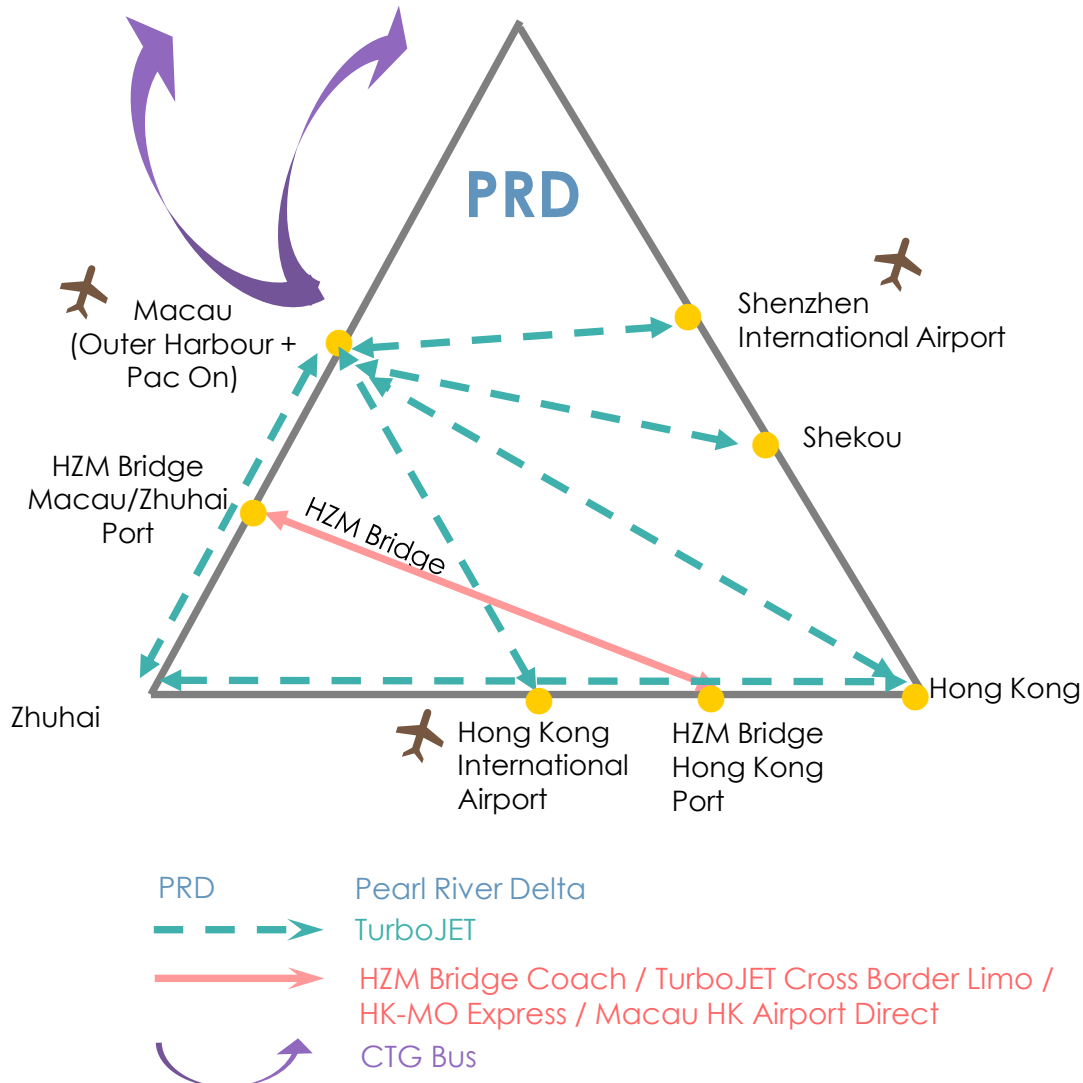 PRD
Macau
(Outer Harbour +
Pac On)
Shenzhen
International Airport
Shekou
HZM Bridge
Macau/Zhuhai
Port
HZM Bridge
Zhuhai
Hong Kong
Hong Kong
International
Airport
HZM Bridge
Hong Kong
Port
PRD Pearl River Delta
TurboJET
HZM Bridge Coach / TurboJET Cross Border Limo /
HK-MO Express / Macau HK Airport Direct
CTG Bus